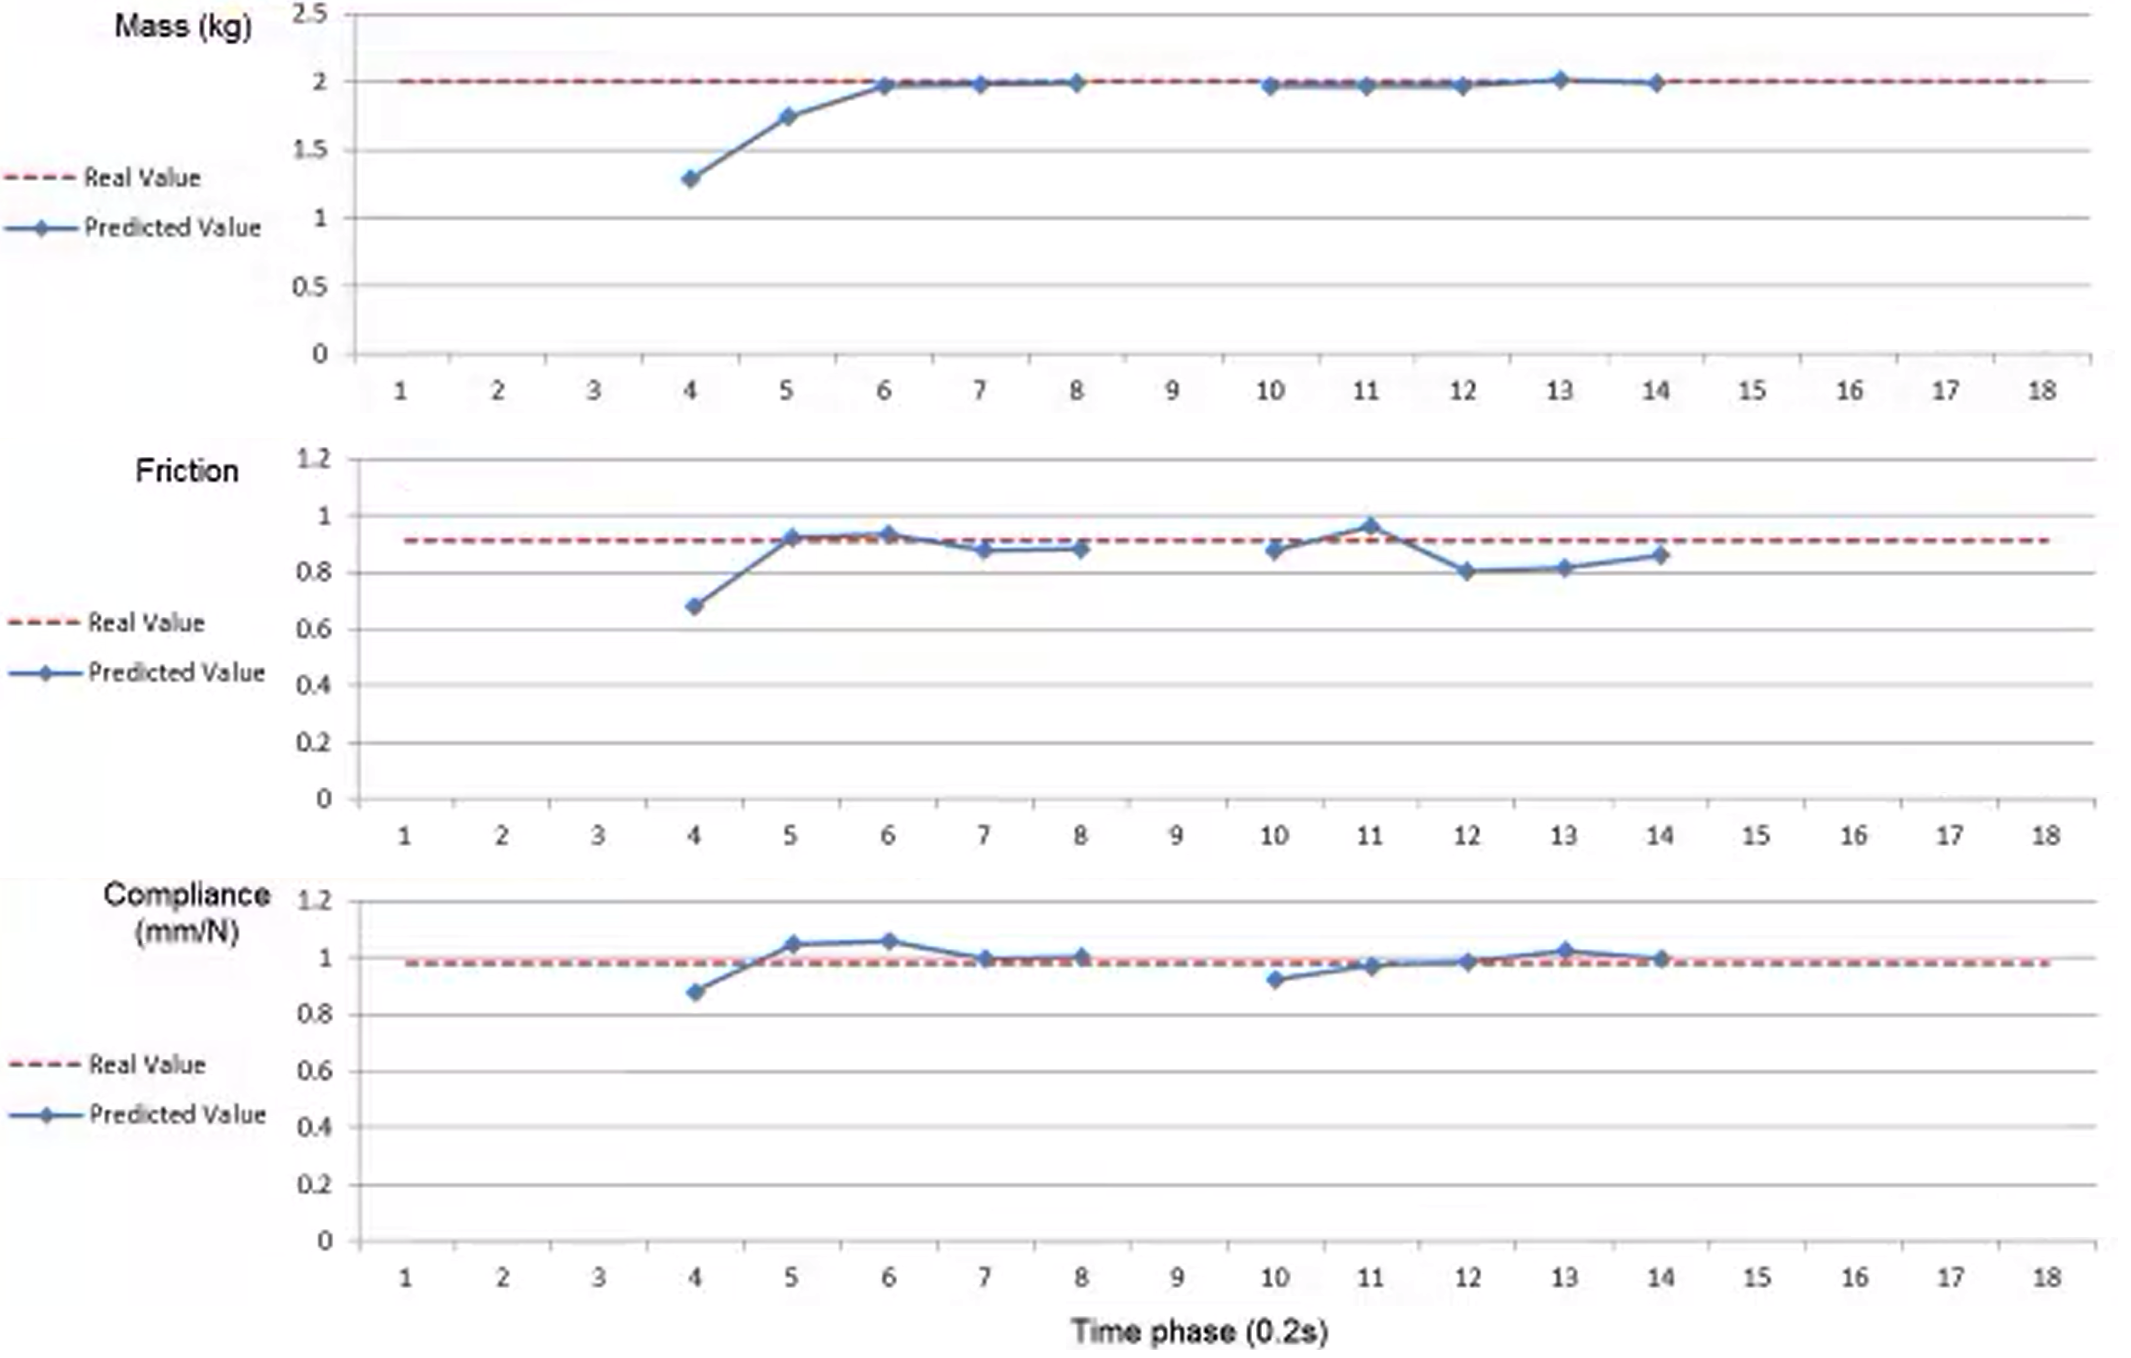 Mass (kg)
2.5
2
1.5
1
0.5
0
Real Value
Predicted Value
1 2 3 4 5 6 7 8 9 10 11 12 13 14 15 16 17 18
Friction
1.2
1
0.8
0.6
0.4
0.2
0
Real Value
Predicted Value
1 2 3 4 5 6 7 8 9 10 11 12 13 14 15 16 17 18
Compliance
(mm/N)
1.2
1
0.8
0.6
0.4
0.2
0
Real Value
Predicted Value
1 2 3 4 5 6 7 8 9 10 11 12 13 14 15 16 17 18
Time phase (0.2s)